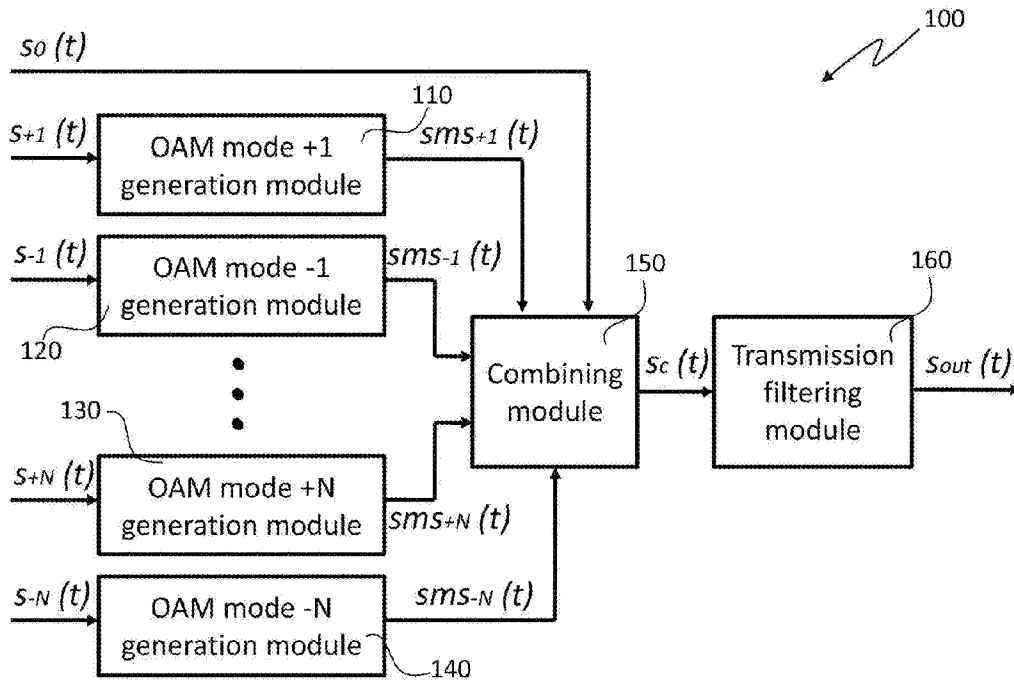 s0 (t)
100
s+1 (t)
OAM mode +1
generation module
110
sms+1 (t)
s-1 (t)
OAM mode -1
generation module
120
sms-1 (t)
150
160
Combining
module
sc (t)
Transmission
filtering
module
sout (t)
130
s+N (t)
OAM mode +N
generation module
sms+N (t)
s-N (t)
OAM mode -N
generation module
sms-N (t)
140